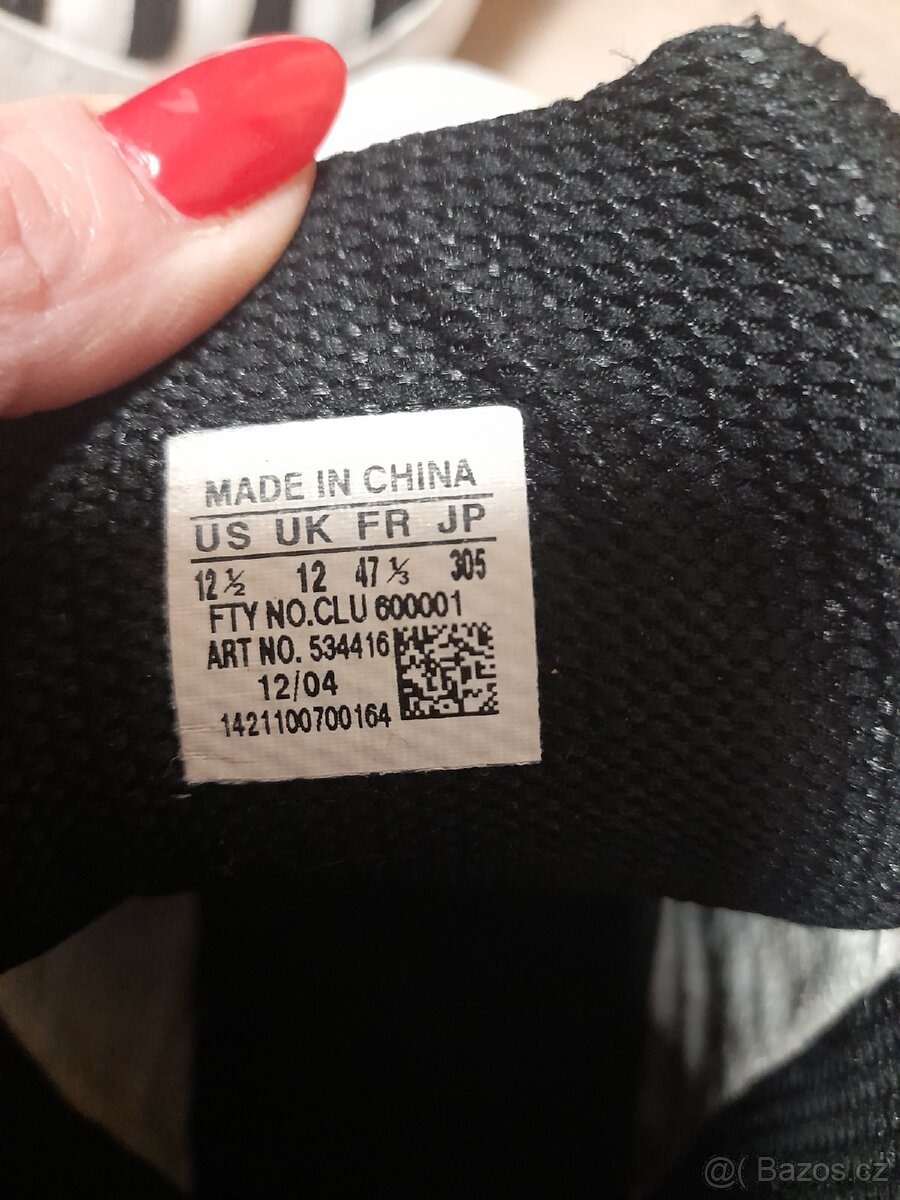 MADE IN CHINA
US UK FR JP
12 ½ 12 47 ⅓ 305
FTY NO.CLU 600001
ART NO. 534416
12/04
1421100700164
@( Bazos.cz